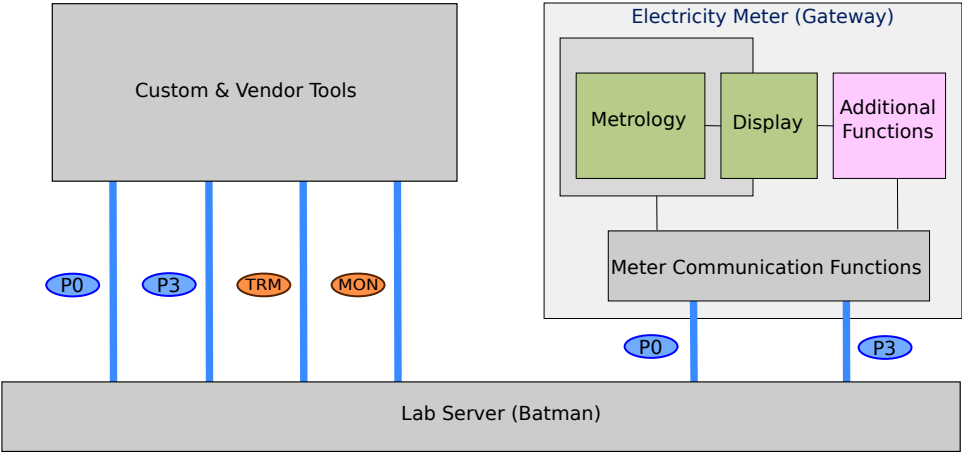 Electricity Meter (Gateway)
Custom & Vendor Tools
Metrology
Display
Additional
Functions
Meter Communication Functions
P0
P3
TRM
MON
P0
P3
Lab Server (Batman)